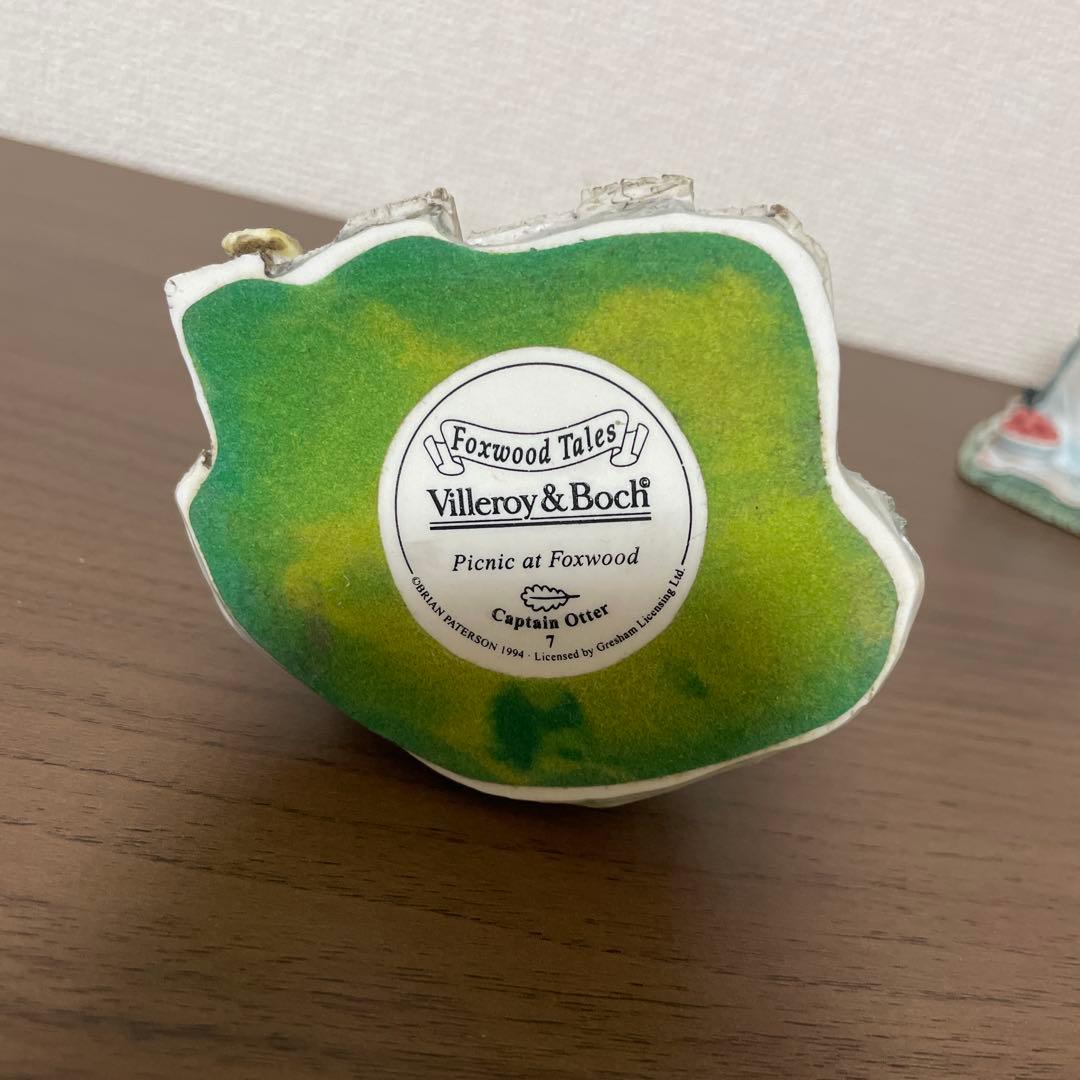 Foxwood Tales
Villeroy & Boch©
Picnic at Foxwood
Captain Otter
7
©BRIAN PATERSON 1994 · Licensed by Gresham Licensing Ltd.